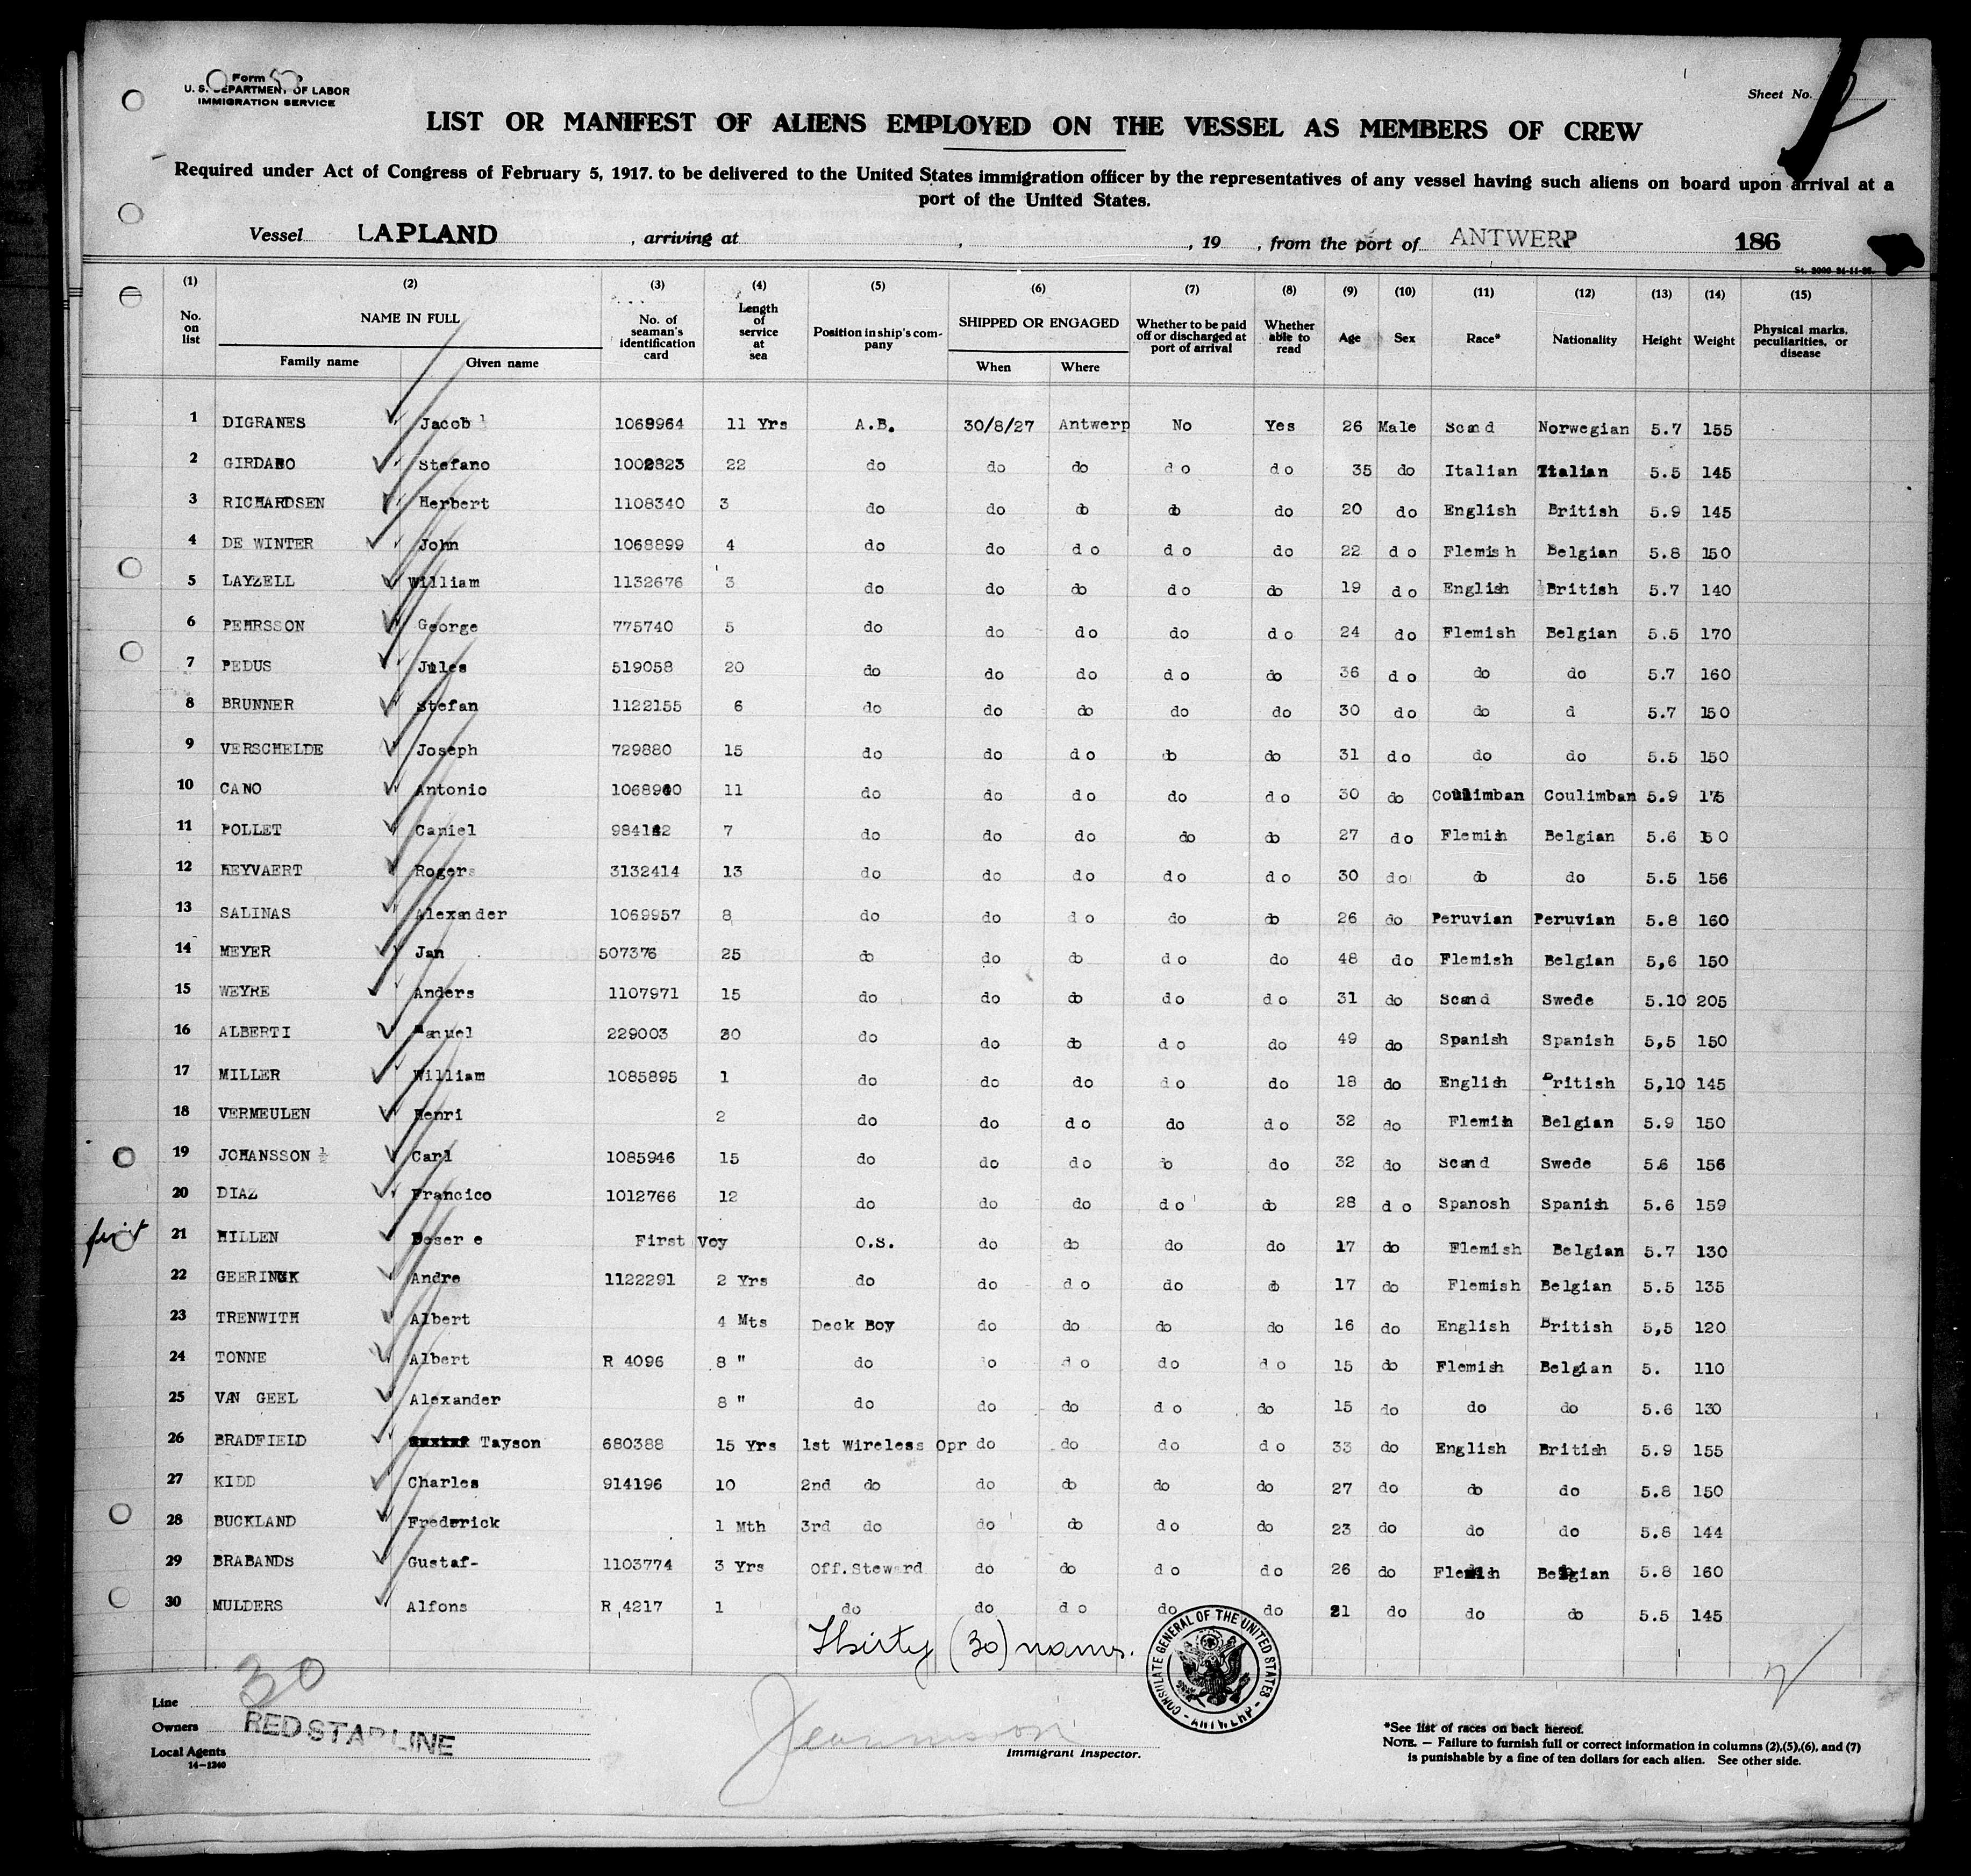 Form
U. S. DEPARTMENT OF LABOR
IMMIGRATION SERVICE
Sheet No.
LIST OR MANIFEST OF ALIENS EMPLOYED ON THE VESSEL AS MEMBERS OF CREW
Required under Act of Congress of February 5, 1917. to be delivered to the United States immigration officer by the representatives of any vessel having such aliens on board upon arrival at a
port of the United States.
Vessel LAPLAND , arriving at , , 19 , from the port of ANTWERP 186
(1) (2) (3) (4) (5) (6) (7) (8) (9) (10) (11) (12) (13) (14) (15)
No. on list NAME IN FULL Family name Given name No. of seaman's identification card Length of service at sea Position in ship's company SHIPPED OR ENGAGED When Where Whether to be paid off or discharged at port of arrival Whether able to read Age Sex Race* Nationality Height Weight Physical marks, peculiarities, or disease
1 DIGRANES Jacob 1068964 11 Yrs A.B. 30/8/27 Antwerp No Yes 26 Male Scand Norwegian 5.7 155
2 GIRDANO Stefano 1002823 22 do do do do do 35 do Italian Italian 5.5 145
3 RICHARDSEN Herbert 1108340 3 do do do do do 20 do English British 5.9 145
4 DE WINTER John 1068899 4 do do do do do 22 do Flemish Belgian 5.8 150
5 LAYZELL William 1132676 3 do do do do do 19 do English British 5.7 140
6 PEHRSSON George 775740 5 do do do do do 24 do Flemish Belgian 5.5 170
7 PEDUS Jules 519058 20 do do do do do 36 do do do 5.7 160
8 BRUNNER Stefan 1122155 6 do do do do do 30 do do d 5.7 150
9 VERSCHELDE Joseph 729880 15 do do do do do 31 do do do 5.5 150
10 CANO Antonio 1068900 11 do do do do do 30 do Coulimban Coulimban 5.9 175
11 POLLET Caniel 984142 7 do do do do do 27 do Flemish Belgian 5.6 150
12 HEYVAERT Rogers 3132414 13 do do do do do 30 do do do 5.5 156
13 SALINAS Alexander 1069957 8 do do do do do 26 do Peruvian Peruvian 5.8 160
14 MEYER Jan 507376 25 do do do do do 48 do Flemish Belgian 5,6 150
15 WEYRE Anders 1107971 15 do do do do do 31 do Scand Swede 5.10 205
16 ALBERTI Manuel 229003 30 do do do do do 49 do Spanish Spanish 5,5 150
17 MILLER William 1085895 1 do do do do do 18 do English British 5,10 145
18 VERMEULEN Henri 2 do do do do do 32 do Flemish Belgian 5.9 150
19 JOHANSSON Carl 1085946 15 do do do do do 32 do Scand Swede 5.6 156
20 DIAZ Francico 1012766 12 do do do do do 28 do Spanosh Spanish 5.6 159
first 21 HILLEN Deser e First Voy O.S. do do do do 17 do Flemish Belgian 5.7 130
22 GEERINCK Andre 1122291 2 Yrs do do do do do 17 do Flemish Belgian 5.5 135
23 TRENWITH Albert 4 Mts Deck Boy do do do do 16 do English British 5,5 120
24 TONNE Albert R 4096 8 " do do do do do 15 do Flemish Belgian 5. 110
25 VAN GEEL Alexander 8 " do do do do do 15 do do do 5.6 130
26 BRADFIELD Tayson 680388 15 Yrs 1st Wireless Opr do do do do 33 do English British 5.9 155
27 KIDD Charles 914196 10 2nd do do do do do 27 do do do 5.8 150
28 BUCKLAND Frederick 1 Mth 3rd do do do do do 23 do do do 5.8 144
29 BRABANDS Gustaf- 1103774 3 Yrs Off.Steward do do do do 26 do Flemish Belgian 5.8 160
30 MULDERS Alfons R 4217 1 do do do do do 21 do do do 5.5 145
Thirty (30) names.
CONSULATE GENERAL OF THE UNITED STATES - ANTWERP -
30
Line
Owners RED STAR LINE
Local Agents
14-1240
Immigrant Inspector.
*See list of races on back hereof.
NOTE. — Failure to furnish full or correct information in columns (2),(5),(6), and (7)
is punishable by a fine of ten dollars for each alien. See other side.